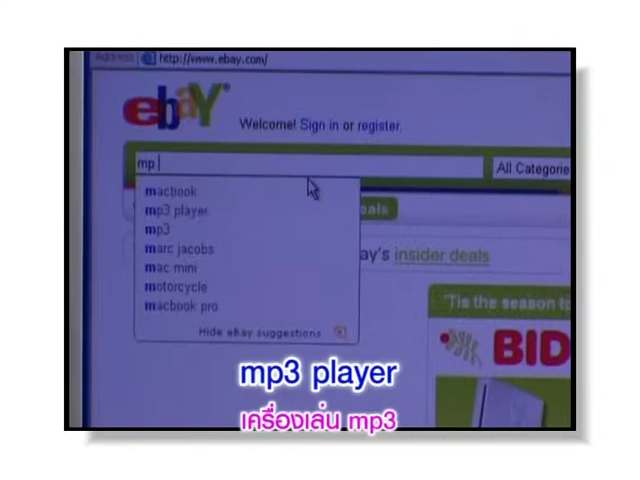 Address http://www.ebay.com/
ebaY®
Welcome! Sign in or register.
mp
All Categorie
macbook
mp3 player
mp3
marc jacobs
mac mini
motorcycle
macbook pro
Hide eBay suggestions
eals
ay's insider deals
'Tis the season to
BID
mp3 player
เครื่องเล่น mp3